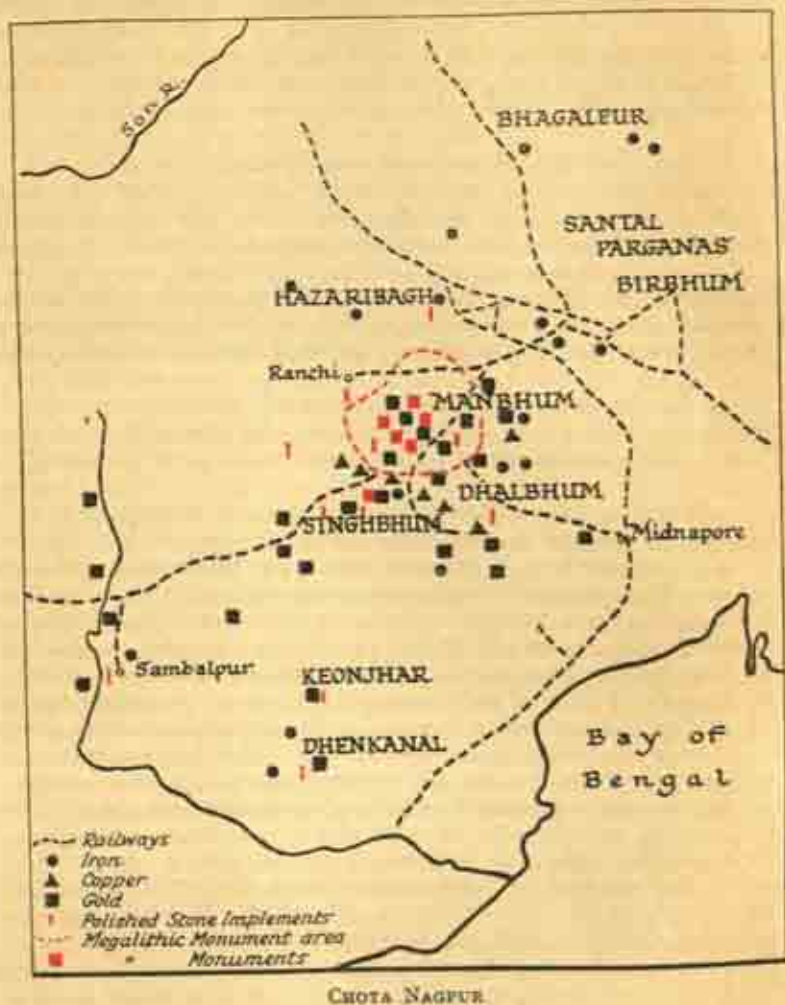 Son R.
BHAGALPUR
SANTAL
PARGANAS
BIRBHUM
HAZARIBAGH
Ranchi
MANBHUM
DHALBHUM
SINGHBHUM
Midnapore
Sambalpur
KEONJHAR
DHENKANAL
Bay of
Bengal
Railways
Iron
Copper
Gold
Polished Stone Implements
Megalithic Monument area
" Monuments
CHOTA NAGPUR